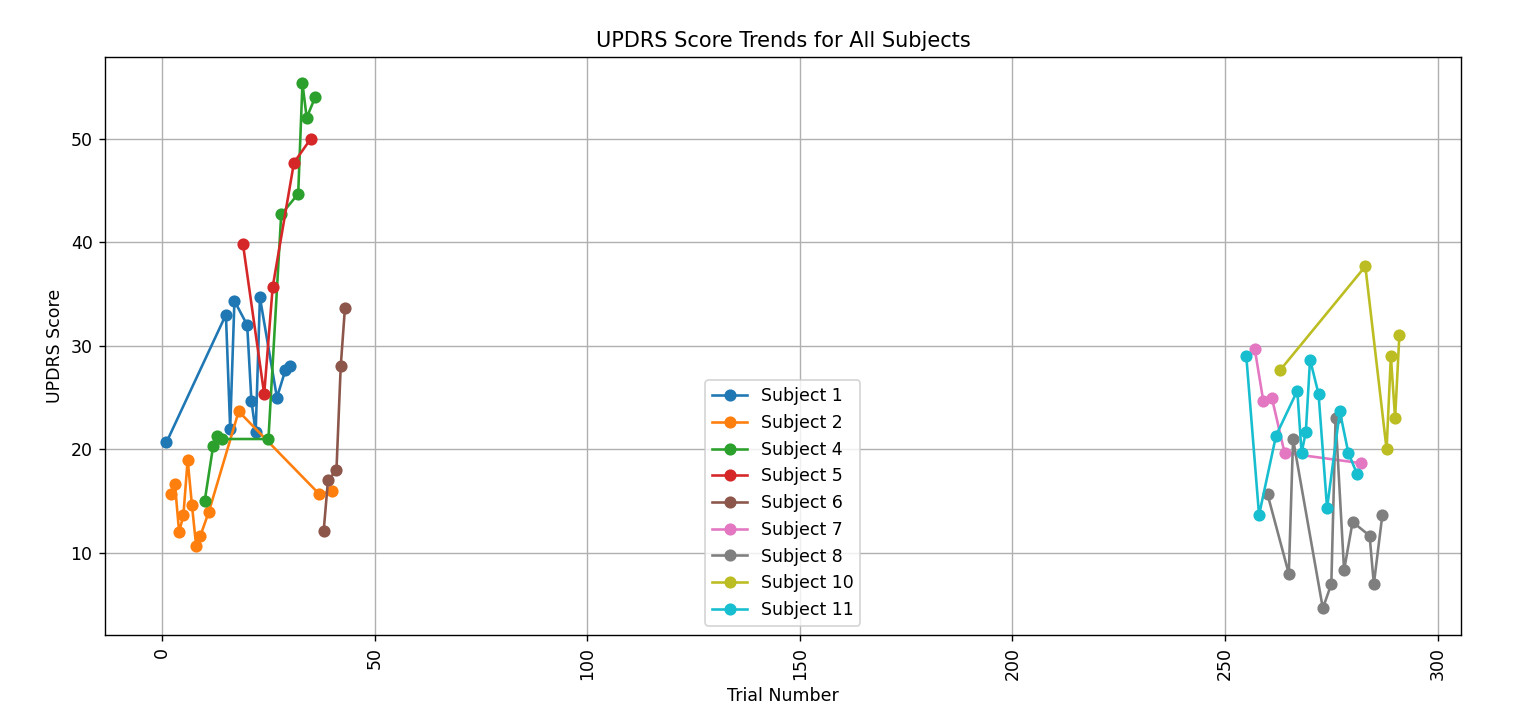 UPDRS Score Trends for All Subjects
UPDRS Score
50
40
30
20
10
Subject 1
Subject 2
Subject 4
Subject 5
Subject 6
Subject 7
Subject 8
Subject 10
Subject 11
0
50
100
150
200
250
300
Trial Number